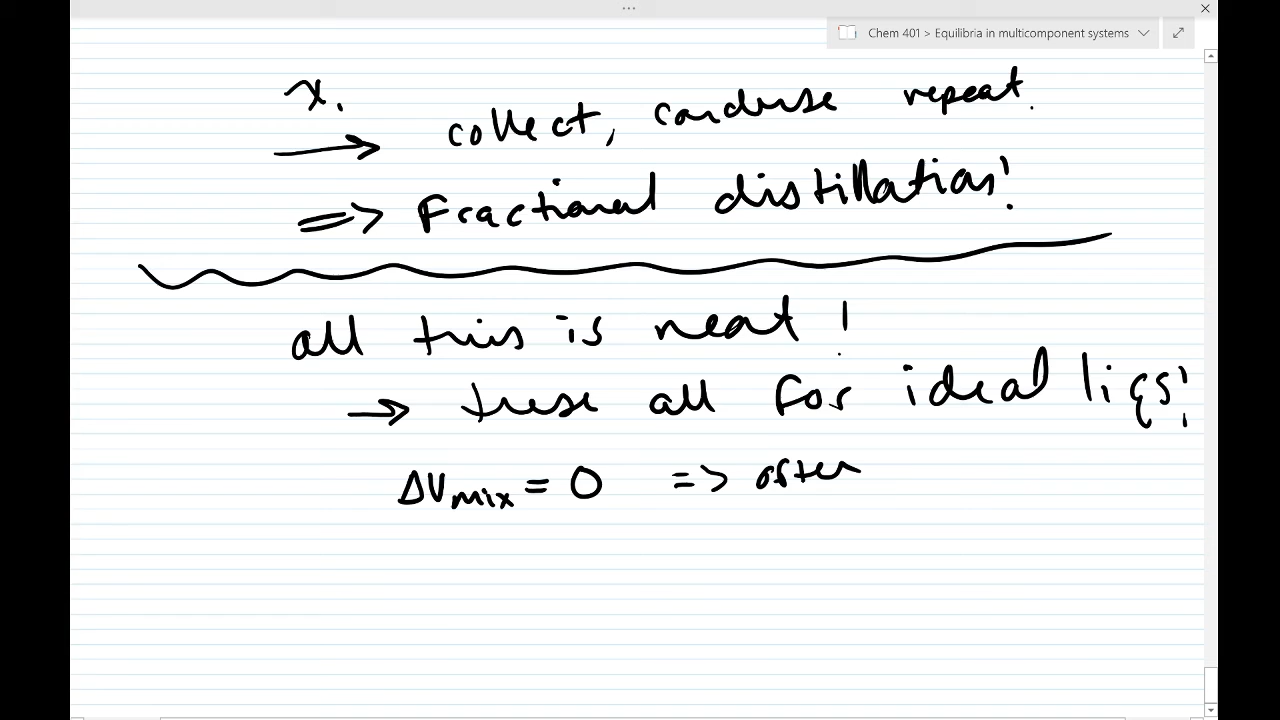 Chem 401 > Equilibria in multicomponent systems
x.
→ collect, condense repeat.
=> Fractional distillation!
all this is neat!
→ these all for ideal liqs!
ΔVmix = 0 => often